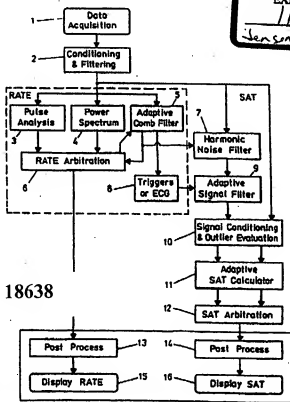 1
Data
Acquisition
2
Conditioning
& Filtering
RATE
SAT
5
Pulse
Analysis
Power
Spectrum
Adaptive
Comb Filter
3
4
7
Harmonic
Noise Filter
RATE Arbitration
6
8
Triggers
or ECG
9
Adaptive
Signal Filter
Signal Conditioning
& Outlier Evaluation
10
18638
11
Adaptive
SAT Calculator
12
SAT Arbitration
Post Process
13
14
Post Process
Display RATE
15
16
Display SAT